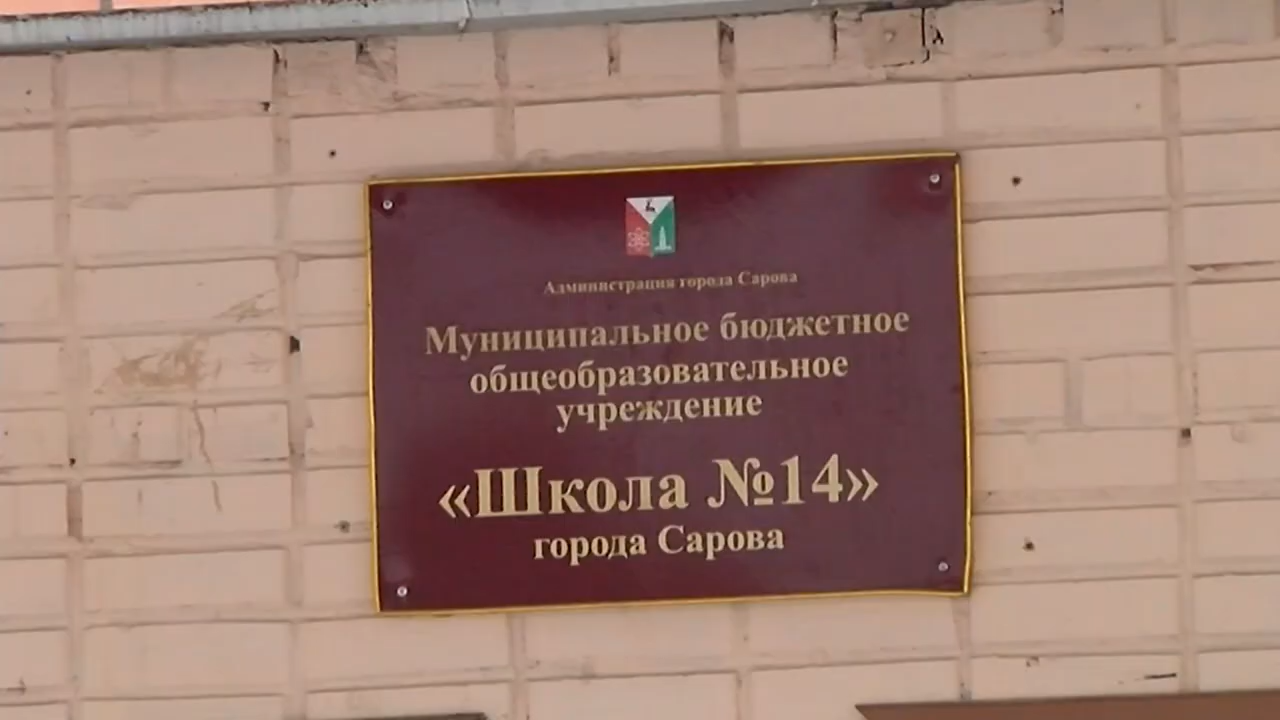 Администрация города Сарова
Муниципальное бюджетное
общеобразовательное
учреждение
«Школа №14»
города Сарова